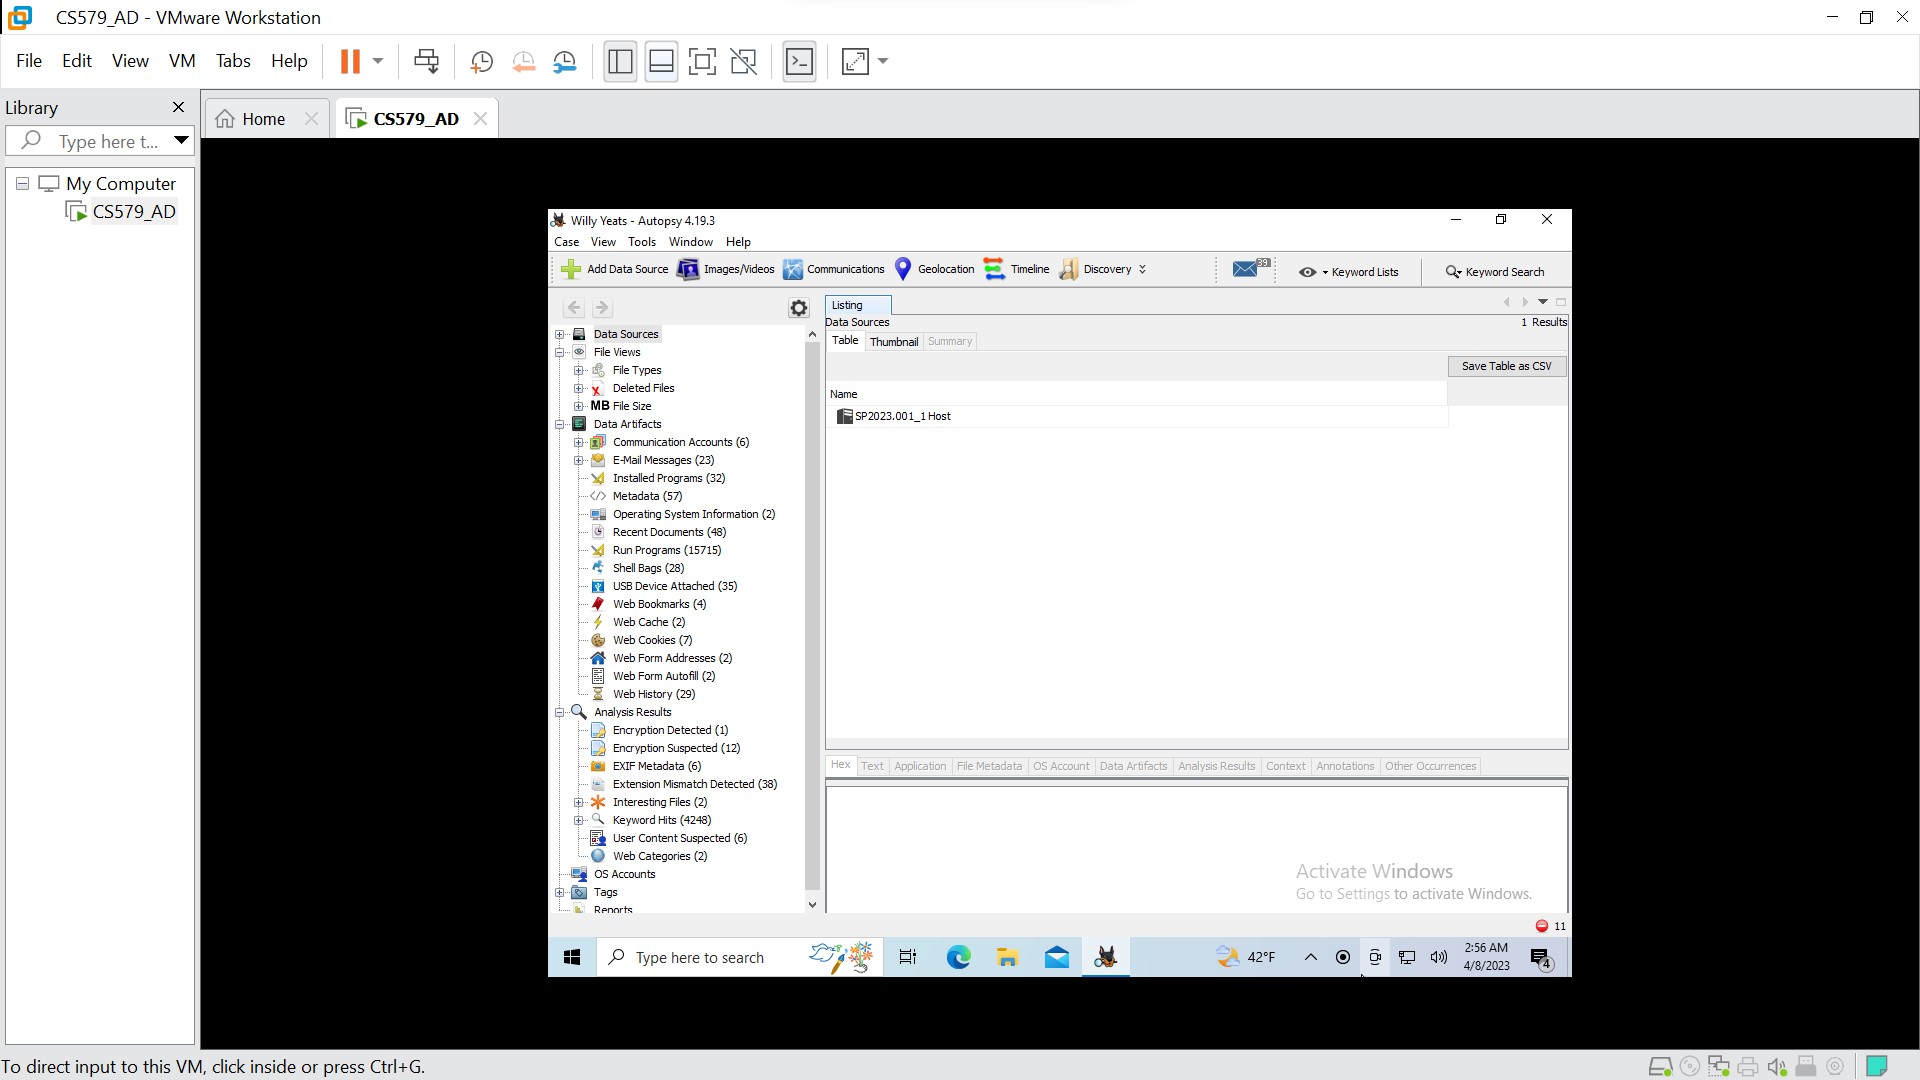 CS579_AD - VMware Workstation
File Edit View VM Tabs Help
Library
Home
CS579_AD
Type here t...
My Computer
CS579_AD
Willy Yeats - Autopsy 4.19.3
Case View Tools Window Help
Add Data Source Images/Videos Communications Geolocation Timeline Discovery 39 Keyword Lists Keyword Search
Listing
Data Sources
1 Results
Table Thumbnail Summary
Save Table as CSV
Name
SP2023.001_1 Host
Data Sources
File Views
File Types
Deleted Files
MB File Size
Data Artifacts
Communication Accounts (6)
E-Mail Messages (23)
Installed Programs (32)
Metadata (57)
Operating System Information (2)
Recent Documents (48)
Run Programs (15715)
Shell Bags (28)
USB Device Attached (35)
Web Bookmarks (4)
Web Cache (2)
Web Cookies (7)
Web Form Addresses (2)
Web Form Autofill (2)
Web History (29)
Analysis Results
Encryption Detected (1)
Encryption Suspected (12)
EXIF Metadata (6)
Extension Mismatch Detected (38)
Interesting Files (2)
Keyword Hits (4248)
User Content Suspected (6)
Web Categories (2)
OS Accounts
Tags
Reports
Hex Text Application File Metadata OS Account Data Artifacts Analysis Results Context Annotations Other Occurrences
Activate Windows
Go to Settings to activate Windows.
11
Type here to search
42°F
2:56 AM
4/8/2023
4
To direct input to this VM, click inside or press Ctrl+G.